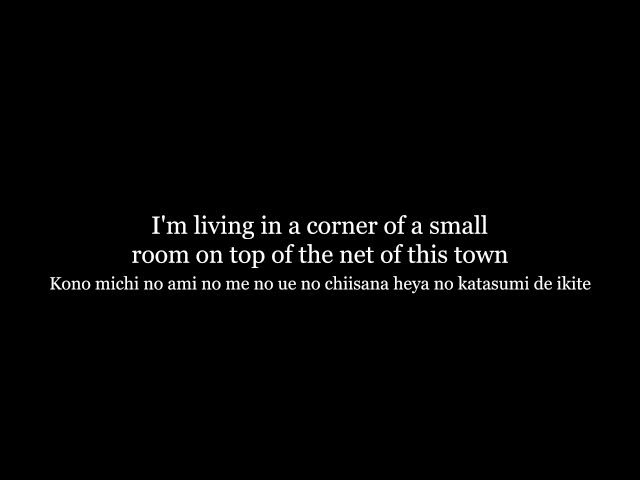 I'm living in a corner of a small
room on top of the net of this town
Kono michi no ami no me no ue no chiisana heya no katasumi de ikite